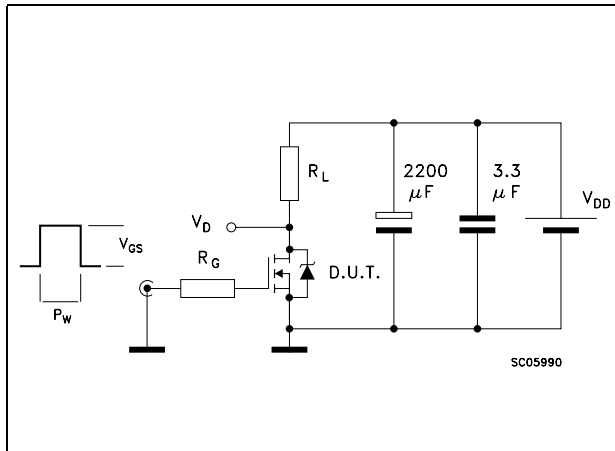 2200
μF
3.3
μF
R_L
V_DD
V_D
V_GS
R_G
D.U.T.
P_W
SC05990